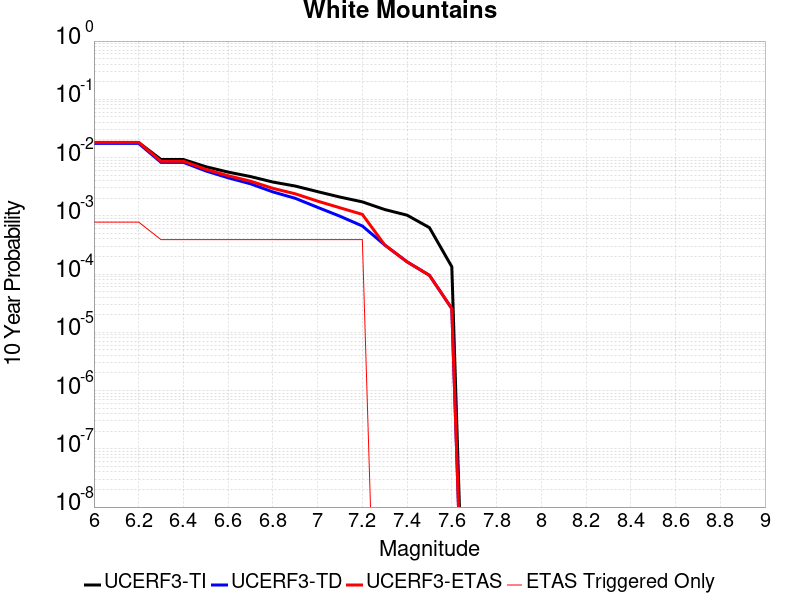 White Mountains
10 0
10 -1
10 -2
10 -3
10 -4
10 -5
10 -6
10 -7
10 -8
10 Year Probability
6 6.2 6.4 6.6 6.8 7 7.2 7.4 7.6 7.8 8 8.2 8.4 8.6 8.8 9
Magnitude
UCERF3-TI UCERF3-TD UCERF3-ETAS ETAS Triggered Only